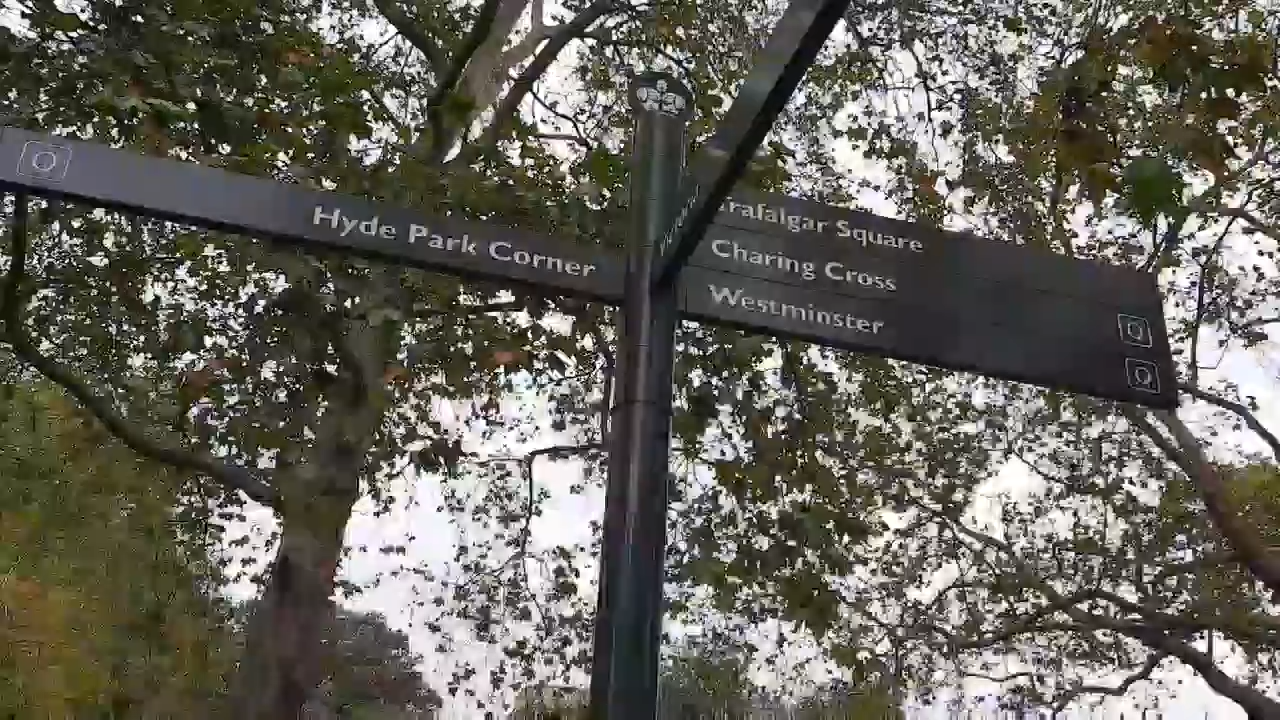 Hyde Park Corner
Trafalgar Square
Charing Cross
Westminster